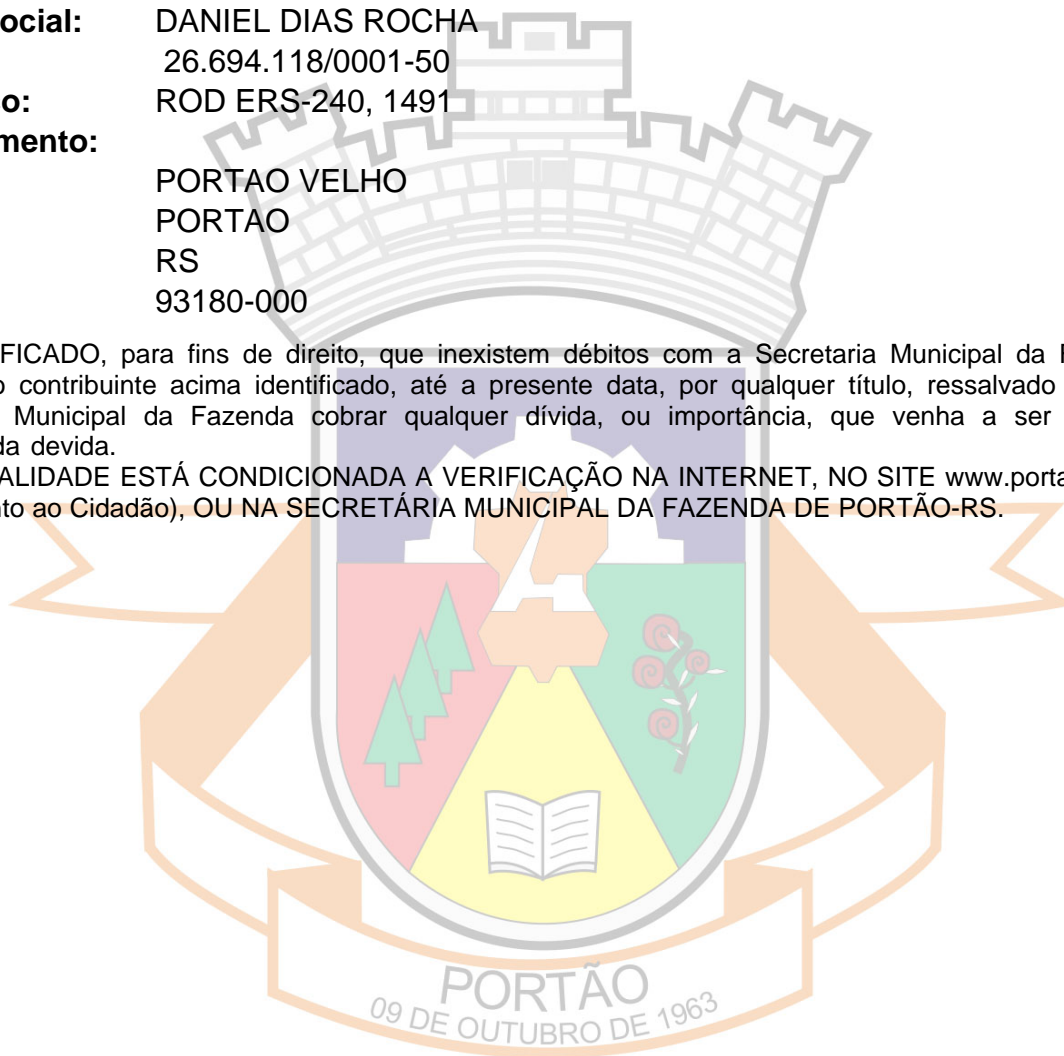 ocial: DANIEL DIAS ROCHA
26.694.118/0001-50
o: ROD ERS-240, 1491
mento:
PORTAO VELHO
PORTAO
RS
93180-000
FICADO, para fins de direito, que inexistem débitos com a Secretaria Municipal da
o contribuinte acima identificado, até a presente data, por qualquer título, ressalvado
Municipal da Fazenda cobrar qualquer dívida, ou importância, que venha a ser
da devida.
ALIDADE ESTÁ CONDICIONADA A VERIFICAÇÃO NA INTERNET, NO SITE www.porta
to ao Cidadão), OU NA SECRETÁRIA MUNICIPAL DA FAZENDA DE PORTÃO-RS.
PORTÃO
09 DE OUTUBRO DE 1963